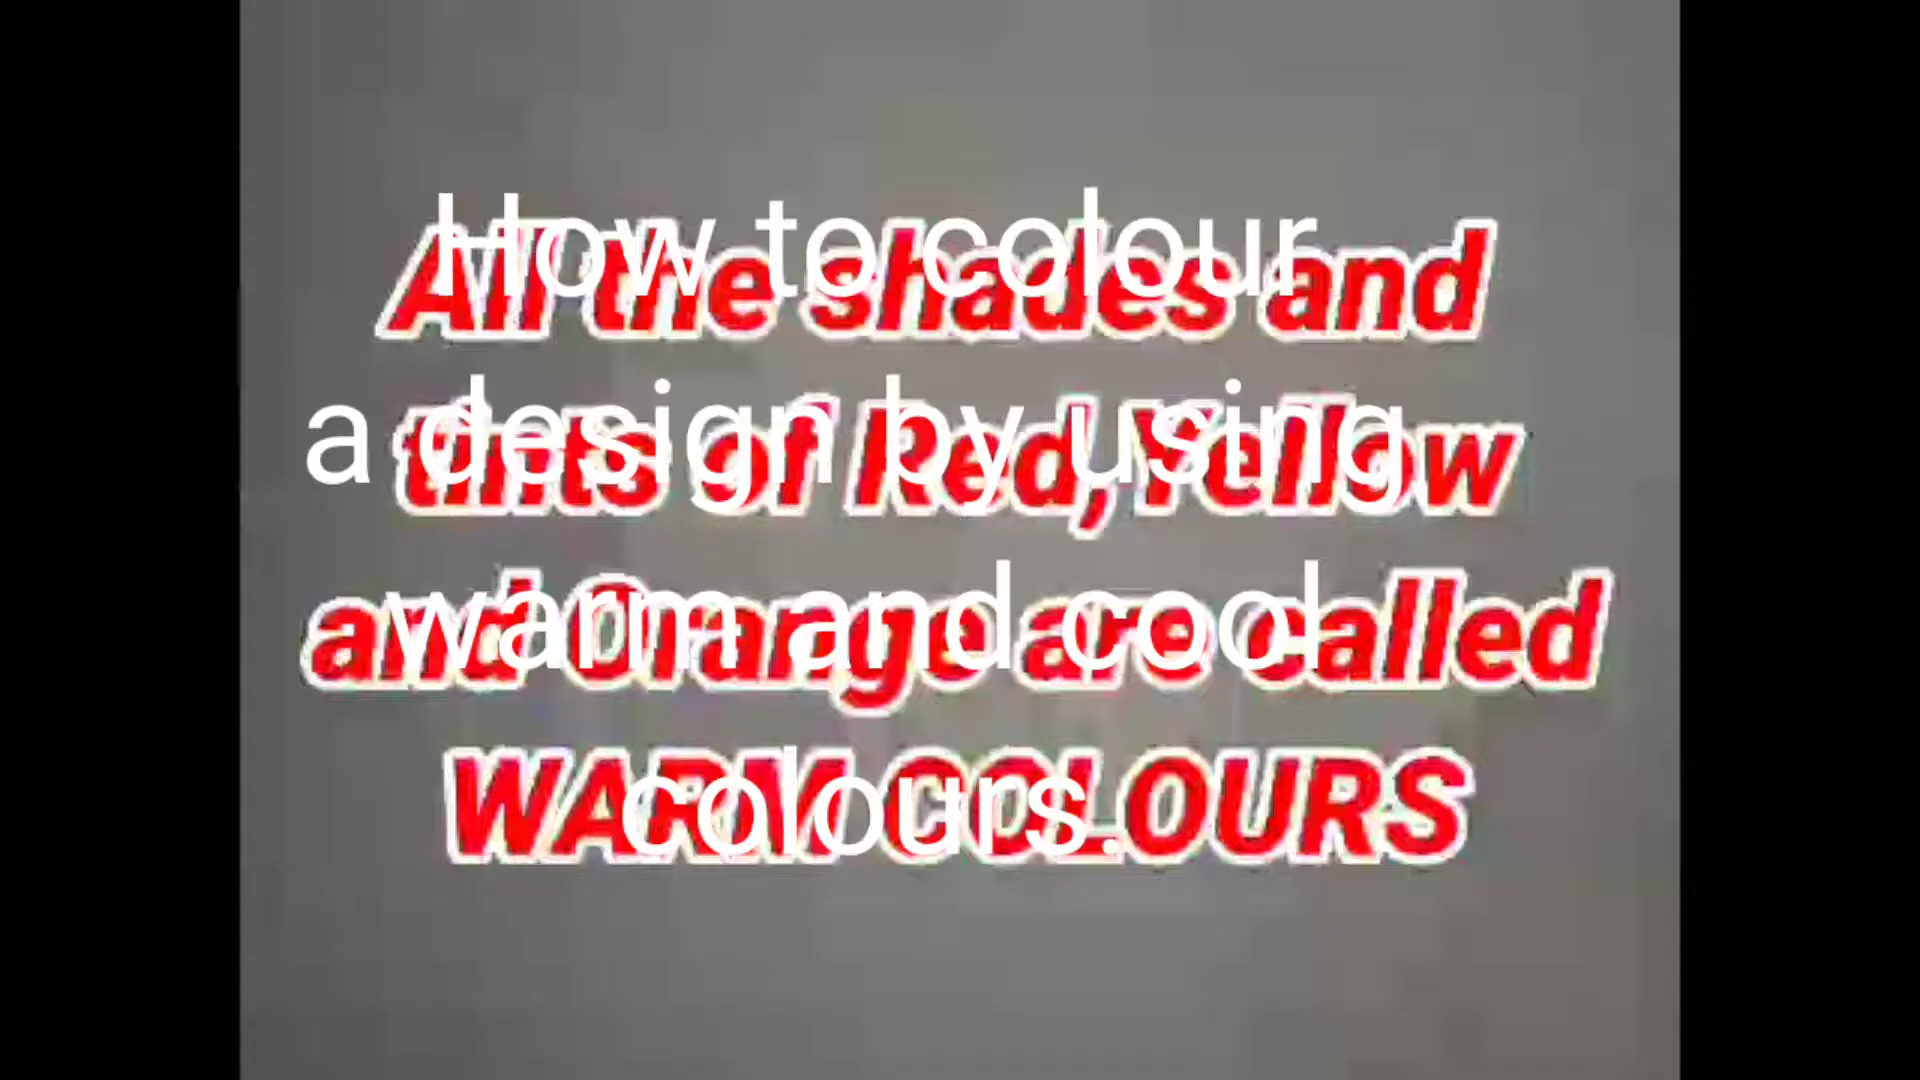 How to colour
a design by using
warm and cool
colours.
All the shades and
tints of Red, Yellow
and Orange are called
WARM COLOURS